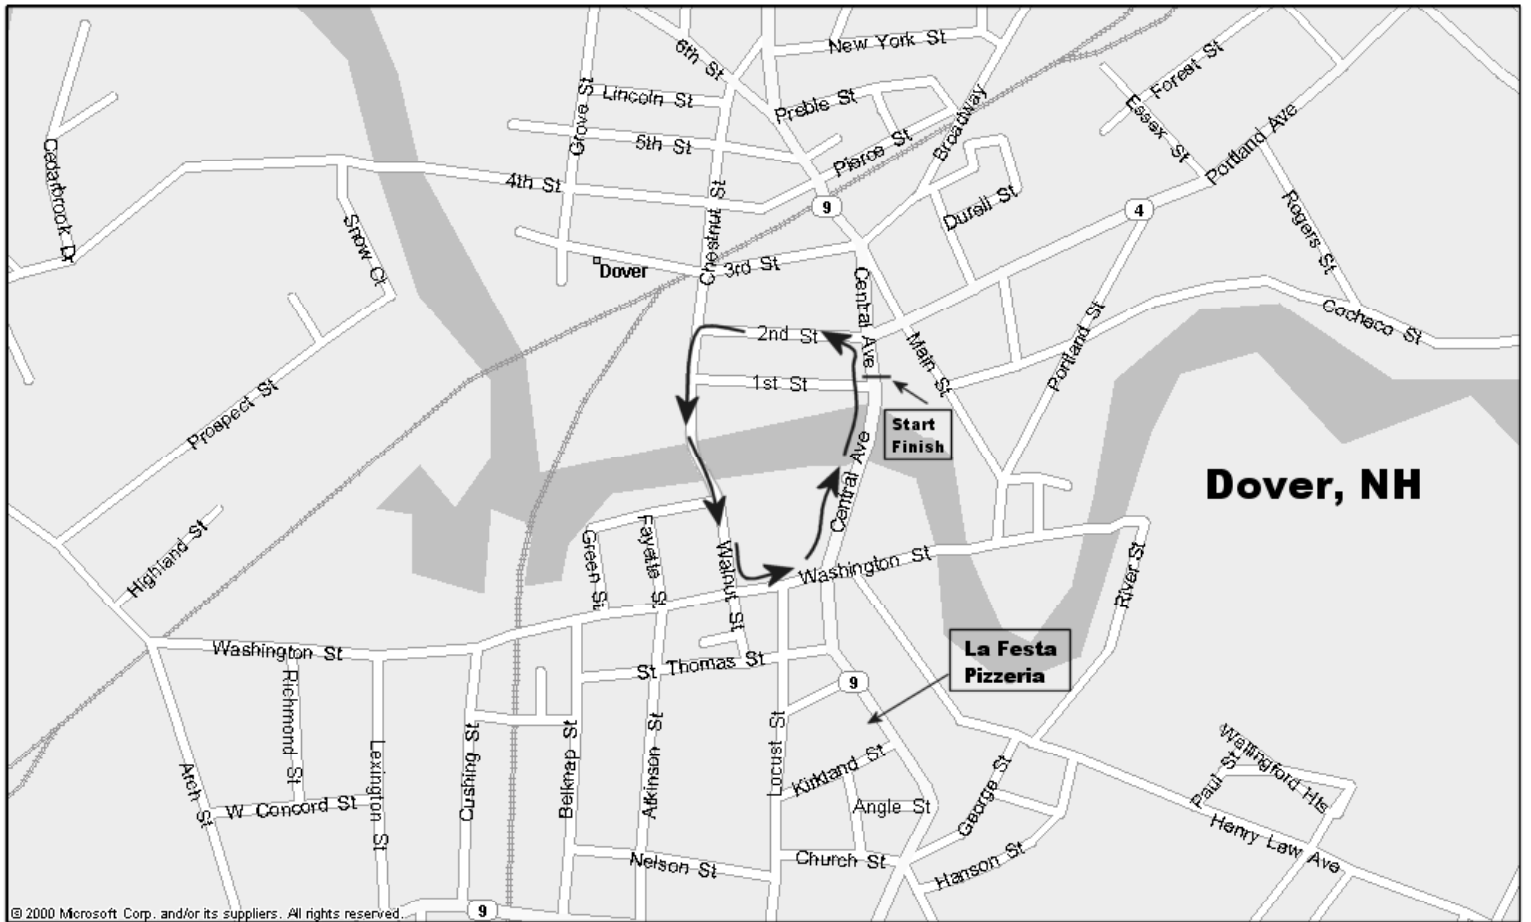 New York St
6th St
Lincoln St
Preble St
Forest St
Essex St
Grove St
5th St
Pierce St
Broadway
Portland Ave
Cedarbrook Dr
4th St
Chestnut St
9
Durell St
4
Rogers St
Snow Ct
Dover
3rd St
Central Ave
2nd St
Main St
Portland St
Cocheco St
1st St
Start
Finish
Prospect St
Central Ave
Dover, NH
Highland St
Green St
Fayette St
Walnut St
Washington St
River St
Washington St
St Thomas St
La Festa
Pizzeria
9
Richmond St
Lexington St
Cushing St
Belknap St
Atkinson St
Locust St
Kirkland St
Arch St
W Concord St
Angle St
George St
Paul St
Wallingford Hts
Henry Law Ave
Nelson St
Church St
Hanson St
9
© 2000 Microsoft Corp. and/or its suppliers. All rights reserved.